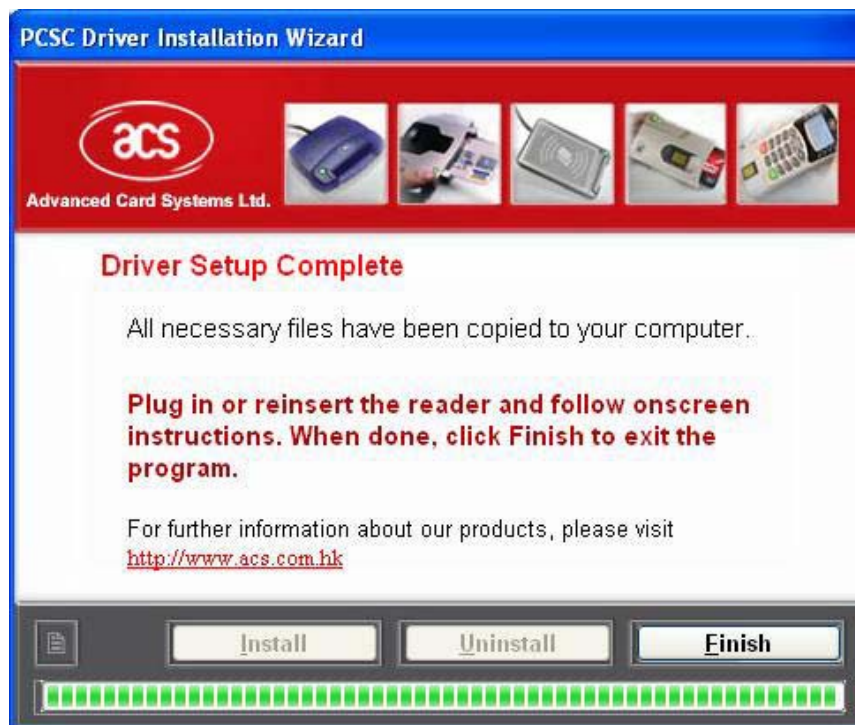 PCSC Driver Installation Wizard
acs
Advanced Card Systems Ltd.
Driver Setup Complete
All necessary files have been copied to your computer.
Plug in or reinsert the reader and follow onscreen
instructions. When done, click Finish to exit the
program.
For further information about our products, please visit
http://www.acs.com.hk
Install
Uninstall
Finish